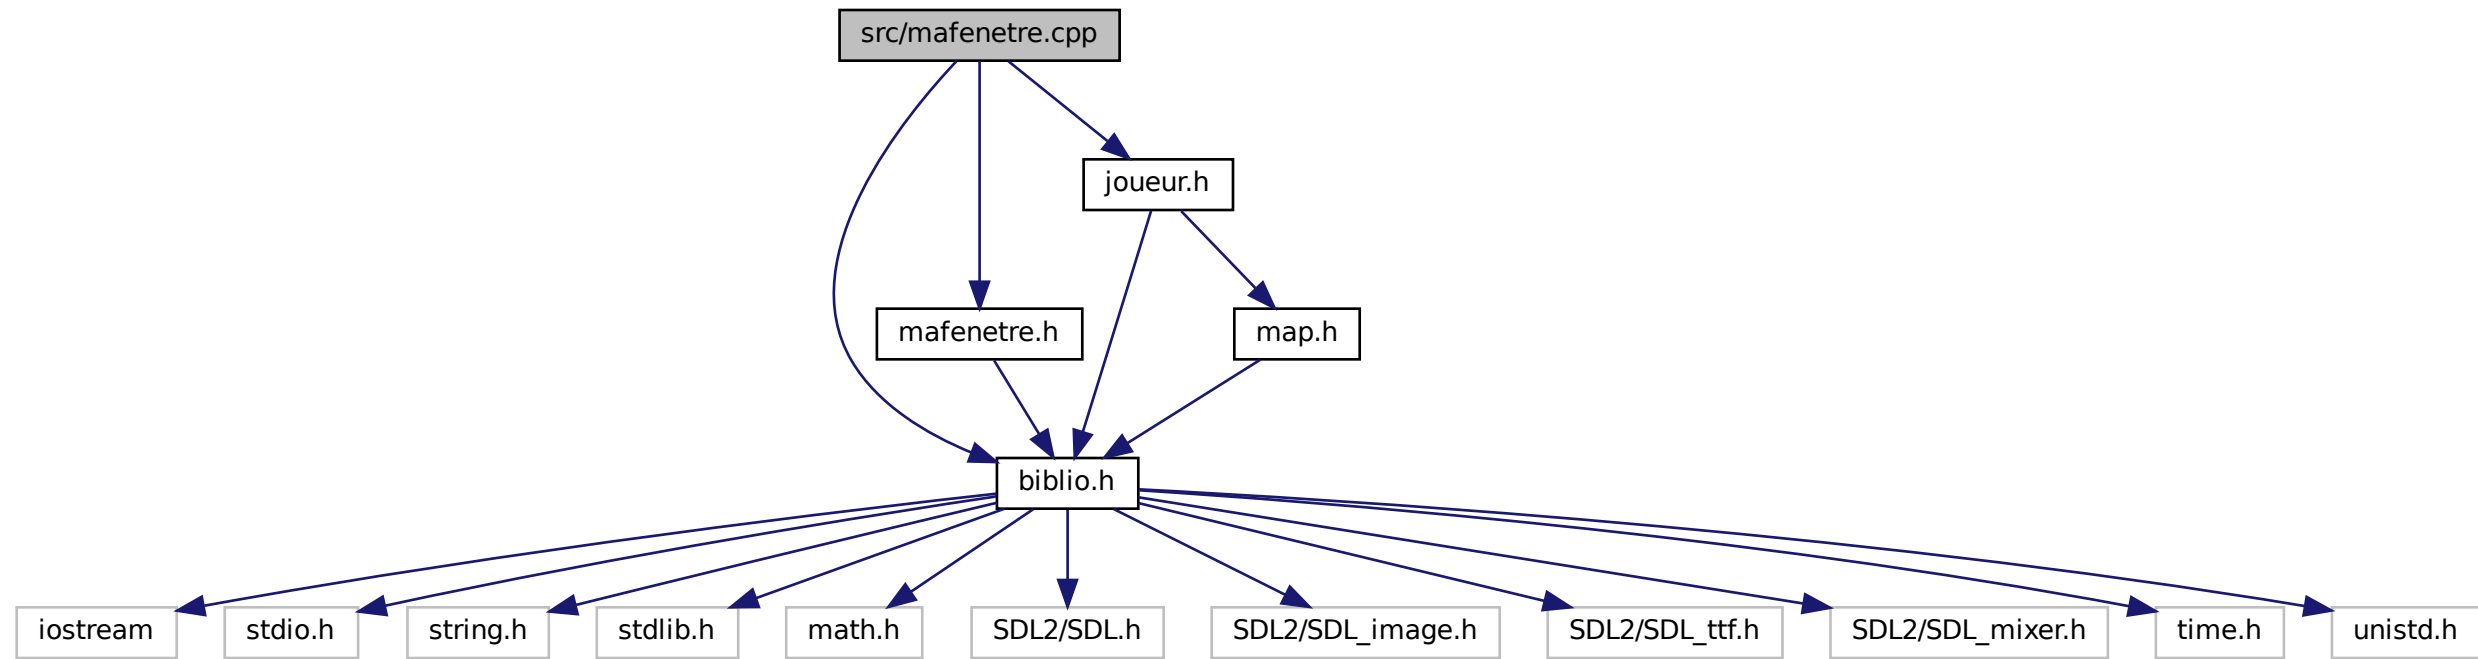 src/mafenetre.cpp
joueur.h
mafenetre.h
map.h
biblio.h
iostream
stdio.h
string.h
stdlib.h
math.h
SDL2/SDL.h
SDL2/SDL_image.h
SDL2/SDL_ttf.h
SDL2/SDL_mixer.h
time.h
unistd.h